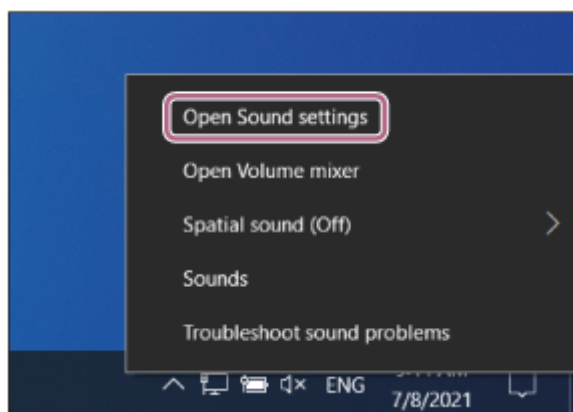 Open Sound settings
Open Volume mixer
Spatial sound (Off)
Sounds
Troubleshoot sound problems
ENG
7/8/2021